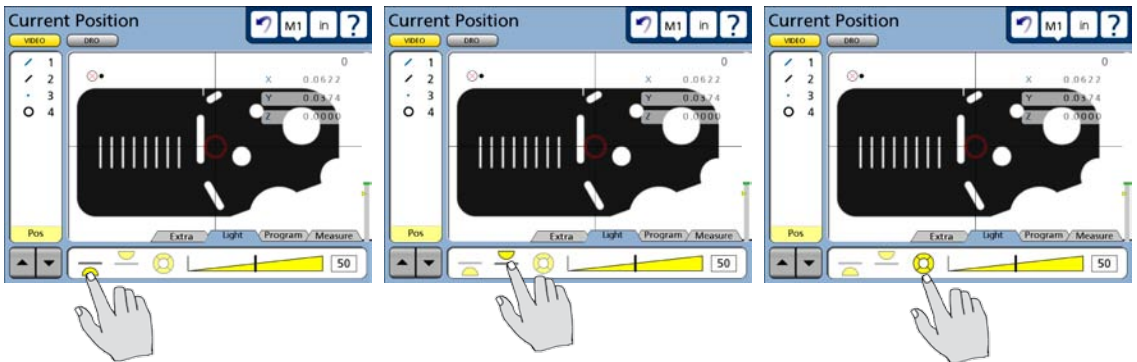 Current Position
M1
in
?
VIDEO
DRO
1
2
3
4
0
X 0.0622
Y 0.0374
Z 0.0000
Pos
Extra
Light
Program
Measure
50
Current Position
M1
in
?
VIDEO
DRO
1
2
3
4
0
X 0.0622
Y 0.0374
Z 0.0000
Pos
Extra
Light
Program
Measure
50
Current Position
M1
in
?
VIDEO
DRO
1
2
3
4
0
X 0.0622
Y 0.0374
Z 0.0000
Pos
Extra
Light
Program
Measure
50